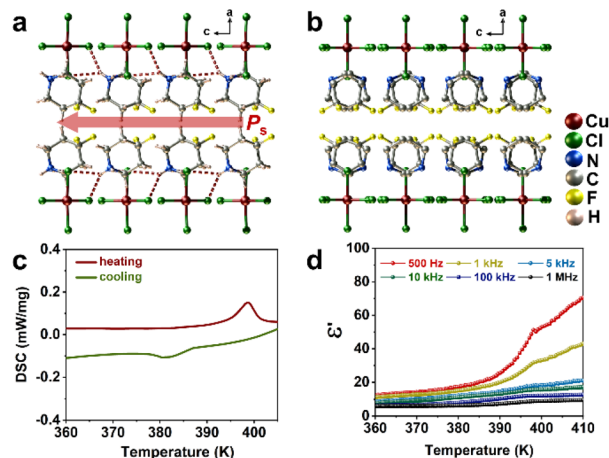 a
c
a
b
c
a
Ps
Cu
Cl
N
C
F
H
c
heating
cooling
DSC (mW/mg)
0.4
0.2
0.0
-0.2
-0.4
360 370 380 390 400
Temperature (K)
d
500 Hz 1 kHz 5 kHz
10 kHz 100 kHz 1 MHz
ε'
100
80
60
40
20
0
360 370 380 390 400 410
Temperature (K)